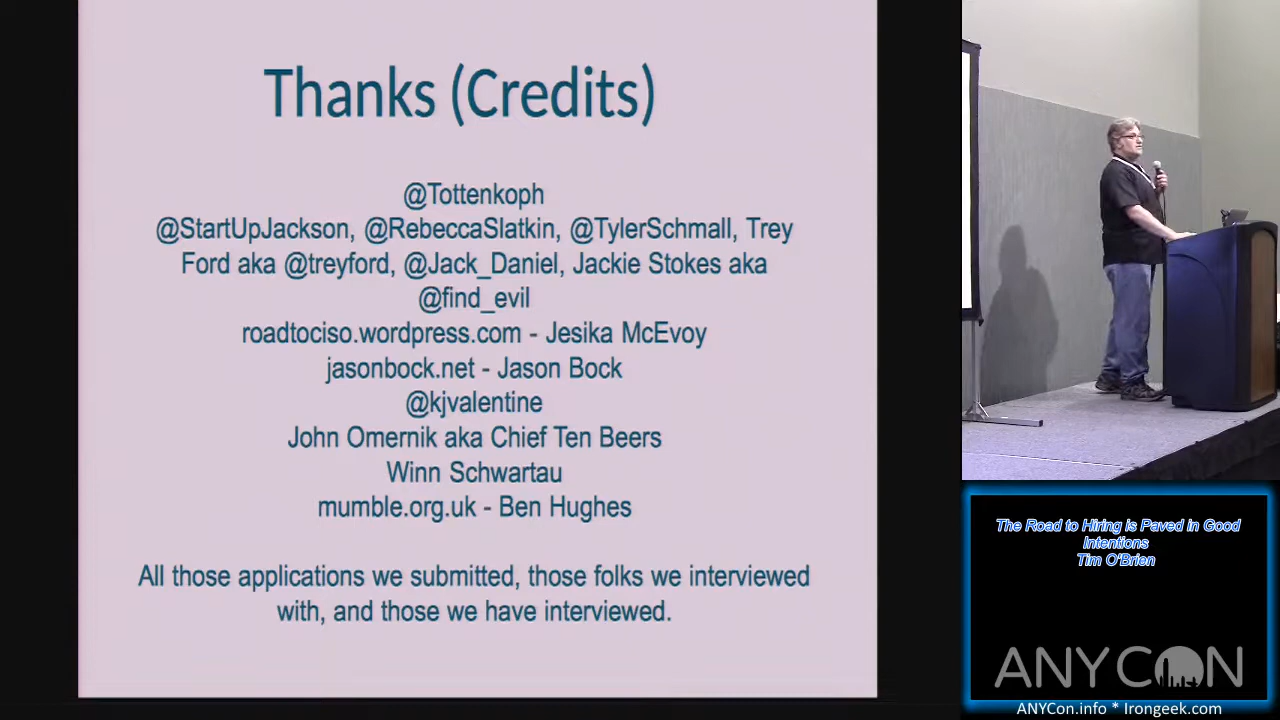 Thanks (Credits)
@Tottenkoph
@StartUpJackson, @RebeccaSlatkin, @TylerSchmall, Trey
Ford aka @treyford, @Jack_Daniel, Jackie Stokes aka
@find_evil
roadtociso.wordpress.com - Jesika McEvoy
jasonbock.net - Jason Bock
@kjvalentine
John Omernik aka Chief Ten Beers
Winn Schwartau
mumble.org.uk - Ben Hughes
All those applications we submitted, those folks we interviewed
with, and those we have interviewed.
The Road to Hiring is Paved in Good
Intentions
Tim O'Brien
ANYCON
ANYCon.info * Irongeek.com